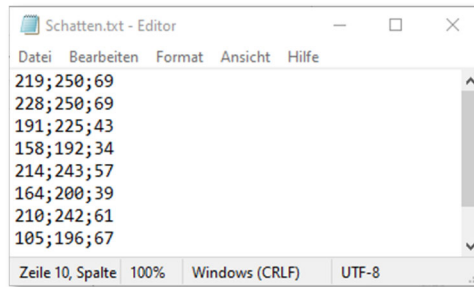 Schatten.txt - Editor
Datei Bearbeiten Format Ansicht Hilfe
219;250;69
228;250;69
191;225;43
158;192;34
214;243;57
164;200;39
210;242;61
105;196;67
Zeile 10, Spalte 100% Windows (CRLF) UTF-8